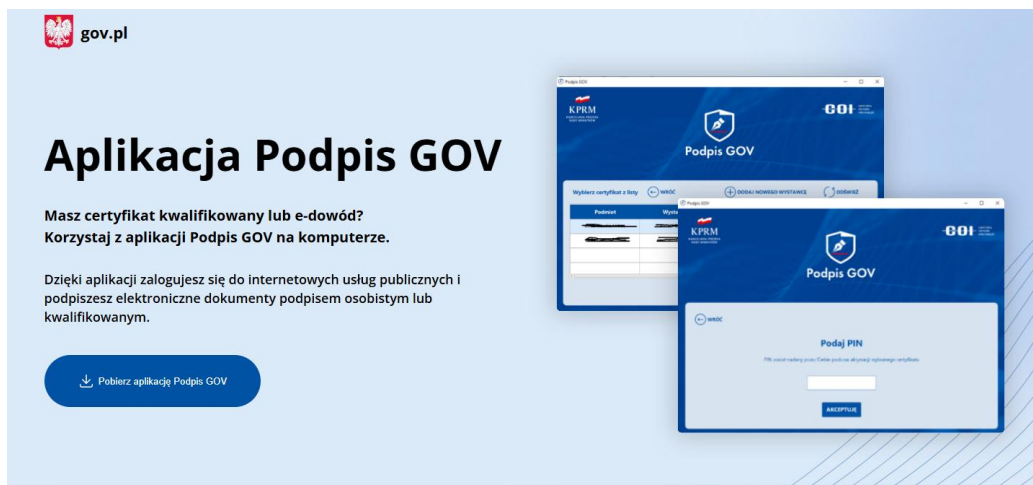 gov.pl
Aplikacja Podpis GOV
Masz certyfikat kwalifikowany lub e-dowód?
Korzystaj z aplikacji Podpis GOV na komputerze.
Dzięki aplikacji zalogujesz się do internetowych usług publicznych i
podpiszesz elektroniczne dokumenty podpisem osobistym lub
kwalifikowanym.
Pobierz aplikację Podpis GOV
Podpis GOV
KPRM
COI
Podpis GOV
Wybierz certyfikat z listy
WRÓĆ
DODAJ NOWEGO WYSTAWCĘ
ODŚWIEŻ
Podmiot
Wysta
Podpis GOV
KPRM
COI
Podpis GOV
WRÓĆ
Podaj PIN
AKCEPTUJĘ